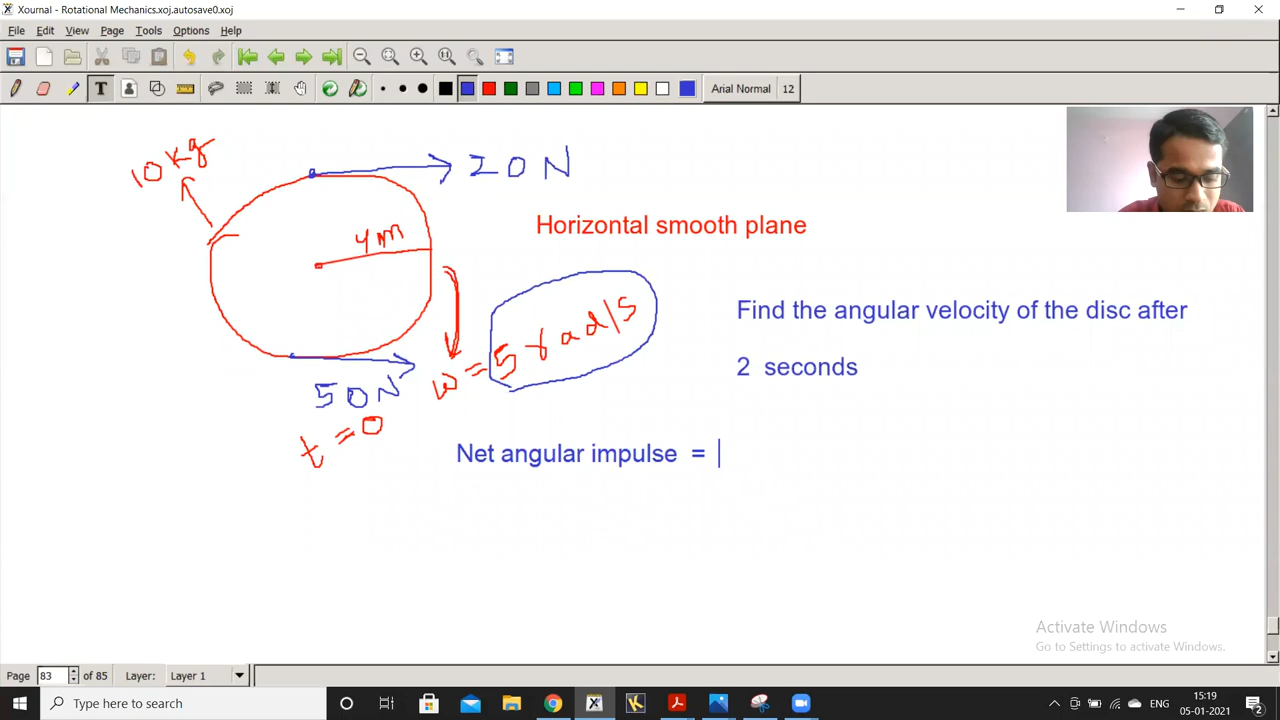 Xournal - Rotational Mechanics.xoj.autosave0.xoj
File Edit View Page Tools Options Help
Arial Normal 12
10 kg
20 N
Horizontal smooth plane
4m
Find the angular velocity of the disc after
2 seconds
ω = 5 rad/s
50 N
t = 0
Net angular impulse =
Activate Windows
Go to Settings to activate Windows.
Page 83 of 85 Layer: Layer 1
Type here to search
ENG
15:19
05-01-2021
2